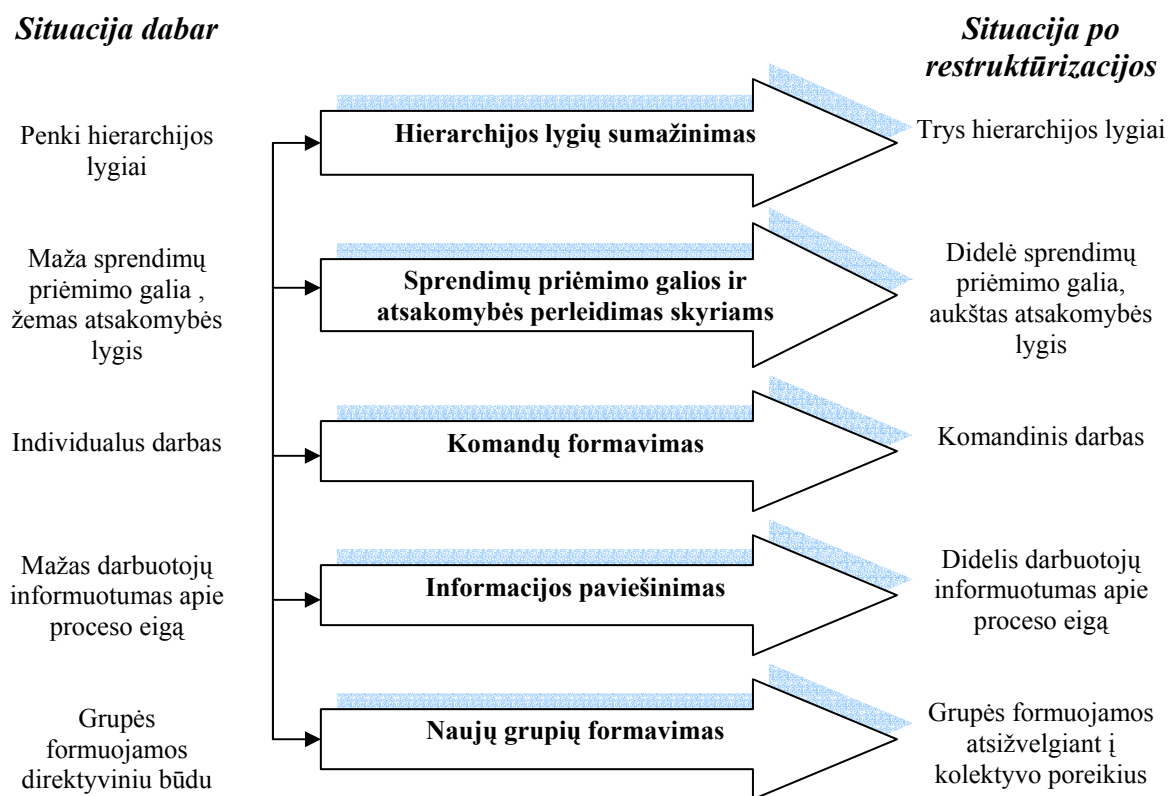 Situacija dabar
Situacija po
restruktūrizacijos
Penki hierarchijos
lygiai
Hierarchijos lygių sumažinimas
Trys hierarchijos lygiai
Maža sprendimų
priėmimo galia ,
žemas atsakomybės
lygis
Sprendimų priėmimo galios ir
atsakomybės perleidimas skyriams
Didelė sprendimų
priėmimo galia,
aukštas atsakomybės
lygis
Individualus darbas
Komandų formavimas
Komandinis darbas
Mažas darbuotojų
informuotumas apie
proceso eigą
Informacijos paviešinimas
Didelis darbuotojų
informuotumas apie
proceso eigą
Grupės
formuojamos
direktyviniu būdu
Naujų grupių formavimas
Grupės formuojamos
atsižvelgiant į
kolektyvo poreikius